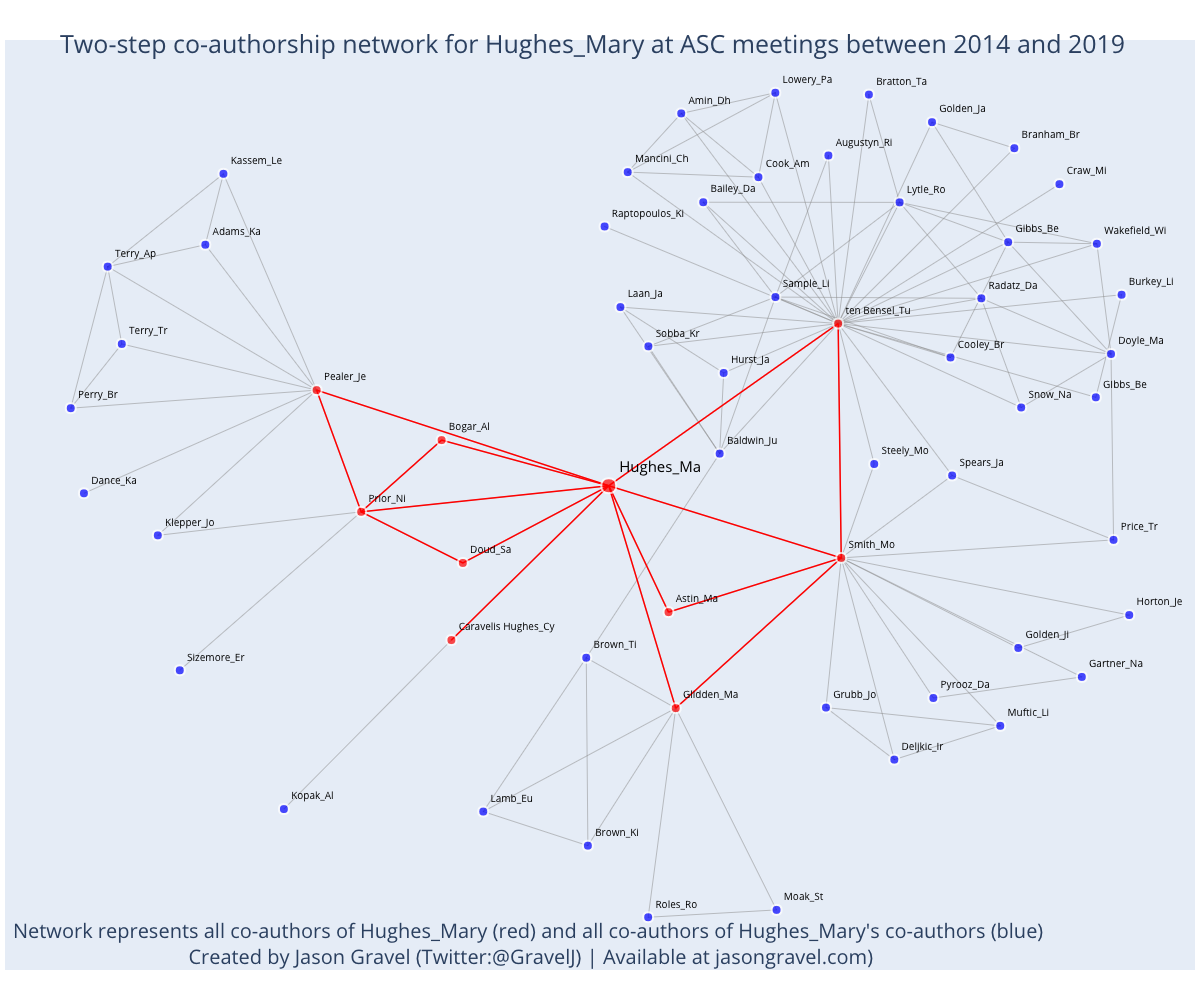 Two-step co-authorship network for Hughes_Mary at ASC meetings between 2014 and 2019
Lowery_Pa
Bratton_Ta
Amin_Dh
Golden_Ja
Branham_Br
Augustyn_Ri
Kassem_Le
Mancini_Ch
Cook_Am
Craw_Mi
Bailey_Da
Lytle_Ro
Raptopoulos_Ki
Adams_Ka
Gibbs_Be
Wakefield_Wi
Terry_Ap
Sample_Li
Radatz_Da
Burkey_Li
Laan_Ja
ten Bensel_Tu
Terry_Tr
Sobba_Kr
Cooley_Br
Doyle_Ma
Hurst_Ja
Pealer_Je
Perry_Br
Snow_Na
Gibbs_Be
Bogar_Al
Baldwin_Ju
Steely_Mo
Hughes_Ma
Spears_Ja
Dance_Ka
Prior_Ni
Klepper_Jo
Price_Tr
Doud_Sa
Smith_Mo
Astin_Ma
Horton_Je
Caravelis Hughes_Cy
Golden_Ji
Brown_Ti
Sizemore_Er
Gartner_Na
Pyrooz_Da
Glidden_Ma
Grubb_Jo
Muftic_Li
Deljkic_Ir
Kopak_Al
Lamb_Eu
Brown_Ki
Moak_St
Roles_Ro
Network represents all co-authors of Hughes_Mary (red) and all co-authors of Hughes_Mary's co-authors (blue)
Created by Jason Gravel (Twitter:@GravelJ) | Available at jasongravel.com)